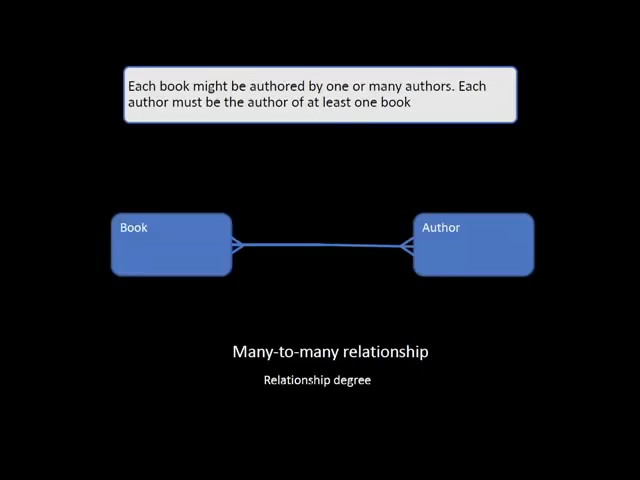 Each book might be authored by one or many authors. Each
author must be the author of at least one book
Book
Author
Many-to-many relationship
Relationship degree